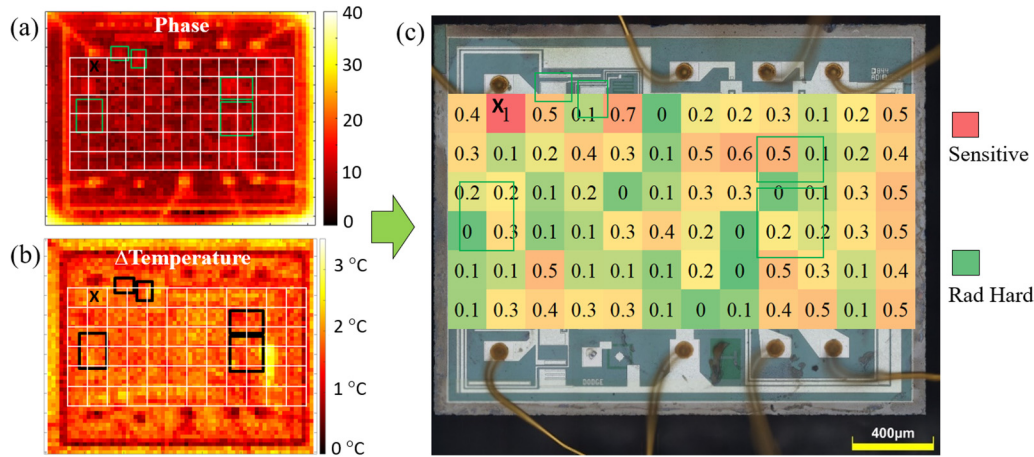 (a)
Phase
X
40
30
20
10
0
(b)
ΔTemperature
X
3 °C
2 °C
1 °C
0 °C
(c)
0.4 X 1 0.5 0.1 0.7 0 0.2 0.2 0.3 0.1 0.2 0.5
0.3 0.1 0.2 0.4 0.3 0.1 0.5 0.6 0.5 0.1 0.2 0.4
0.2 0.2 0.1 0.2 0 0.1 0.3 0.3 0 0.1 0.3 0.5
0 0.3 0.1 0.1 0.3 0.4 0.2 0 0.2 0.2 0.3 0.5
0.1 0.1 0.5 0.1 0.1 0.1 0.2 0 0.5 0.3 0.1 0.4
0.1 0.3 0.4 0.3 0.3 0.1 0 0.1 0.4 0.5 0.1 0.5
DODGE
400μm
Sensitive
Rad Hard